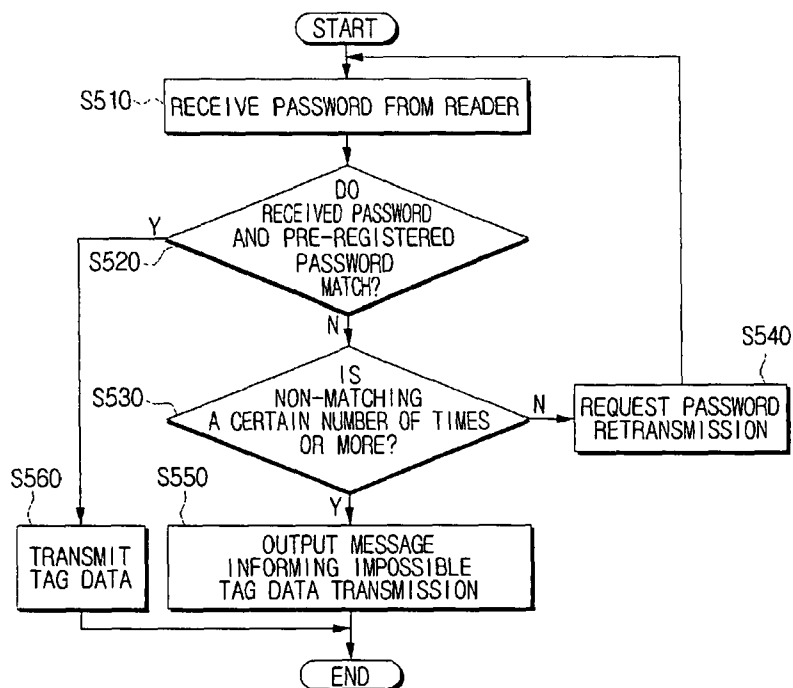 START
S510
RECEIVE PASSWORD FROM READER
DO
RECEIVED PASSWORD
AND PRE-REGISTERED
PASSWORD
MATCH?
Y
S520
N
IS
NON-MATCHING
A CERTAIN NUMBER OF TIMES
OR MORE?
S530
N
S540
REQUEST PASSWORD
RETRANSMISSION
Y
S560
TRANSMIT
TAG DATA
S550
OUTPUT MESSAGE
INFORMING IMPOSSIBLE
TAG DATA TRANSMISSION
END